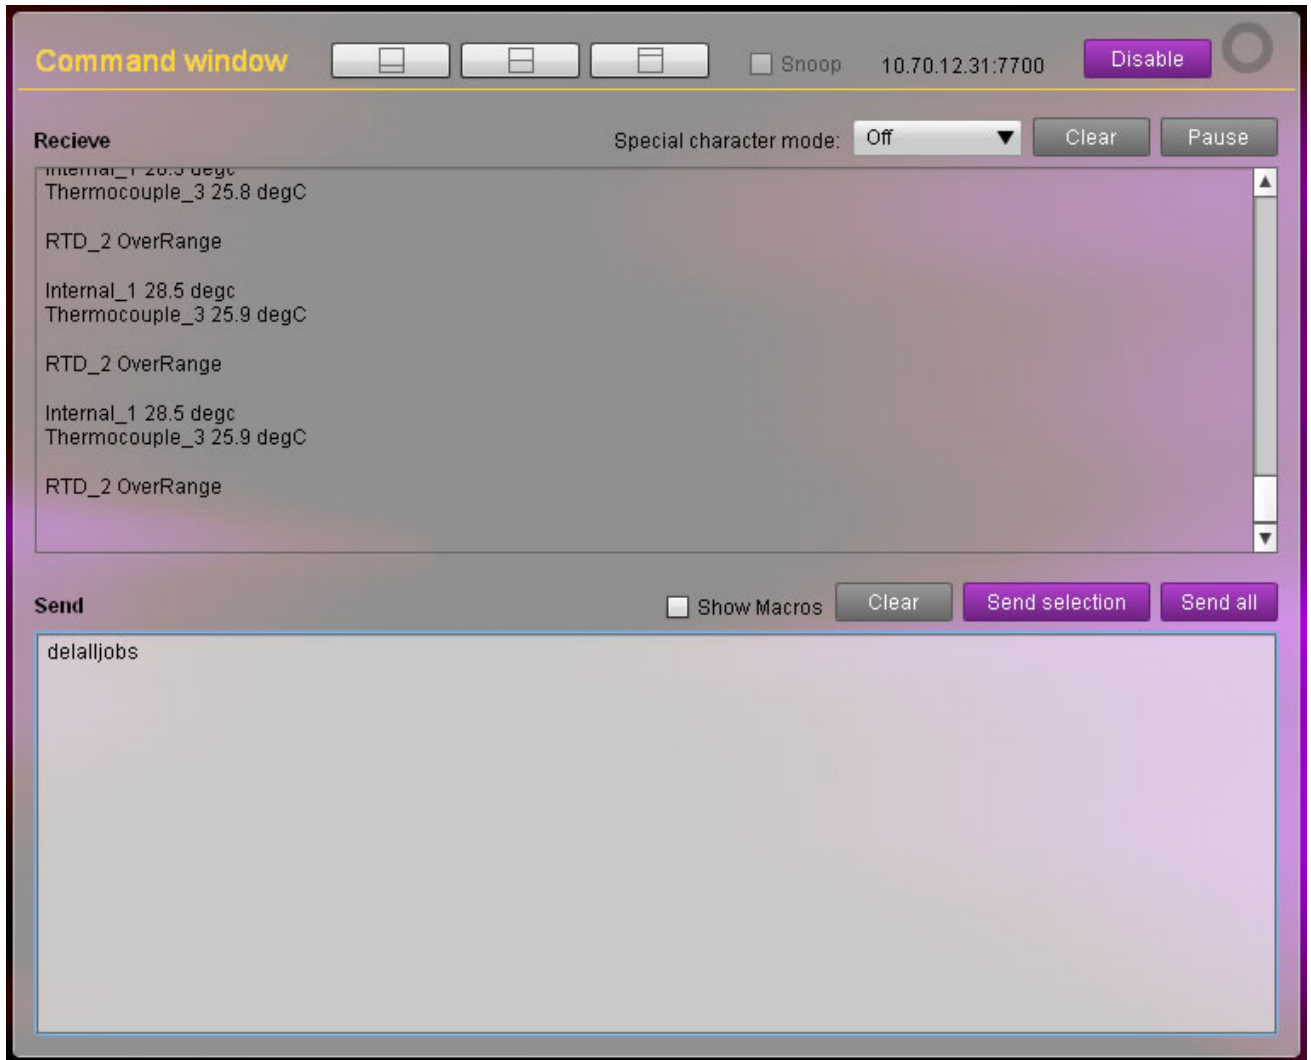 Command window
Snoop 10.70.12.31:7700 Disable
Recieve Special character mode: Off Clear Pause
Thermocouple_3 25.8 degC
RTD_2 OverRange
Internal_1 28.5 degc
Thermocouple_3 25.9 degC
RTD_2 OverRange
Internal_1 28.5 degc
Thermocouple_3 25.9 degC
RTD_2 OverRange
Send Show Macros Clear Send selection Send all
delalljobs